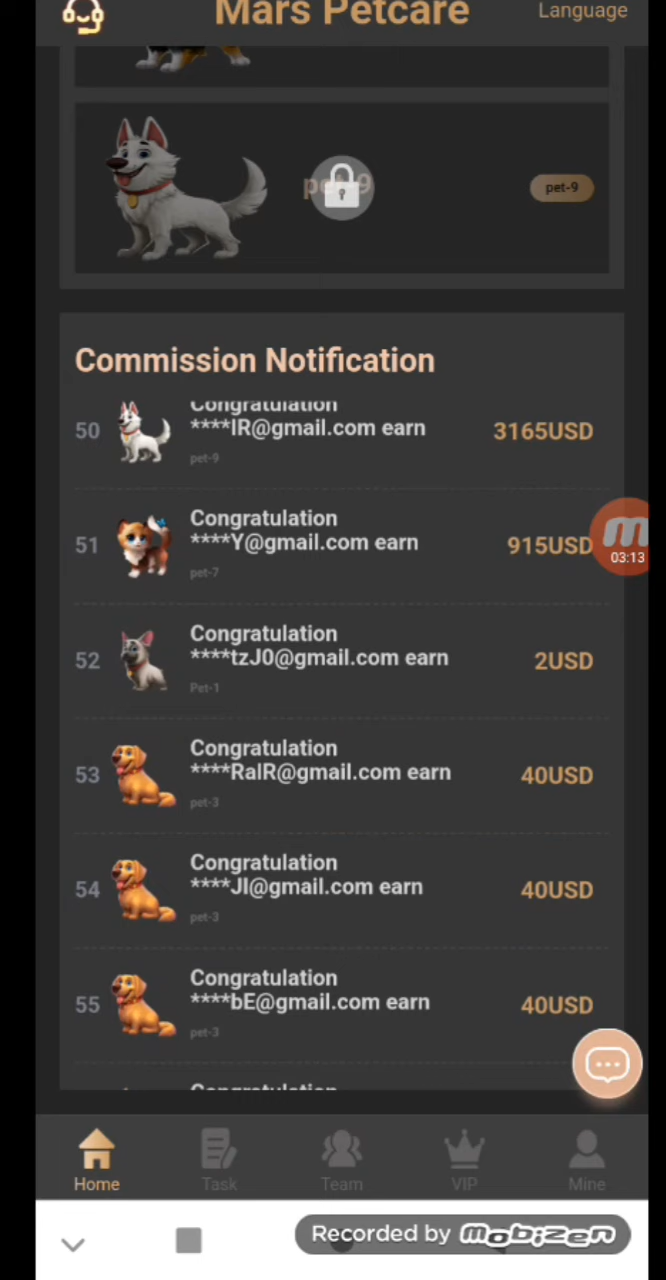 Mars Petcare
Language
pet-9
pet-9
Commission Notification
50
Congratulation
****IR@gmail.com earn
3165USD
pet-9
51
Congratulation
****Y@gmail.com earn
915USD
pet-7
03:13
52
Congratulation
****tzJ0@gmail.com earn
2USD
Pet-1
53
Congratulation
****RaIR@gmail.com earn
40USD
pet-3
54
Congratulation
****JI@gmail.com earn
40USD
pet-3
55
Congratulation
****bE@gmail.com earn
40USD
pet-3
Congratulation
Home
Task
Team
VIP
Mine
Recorded by mobizen